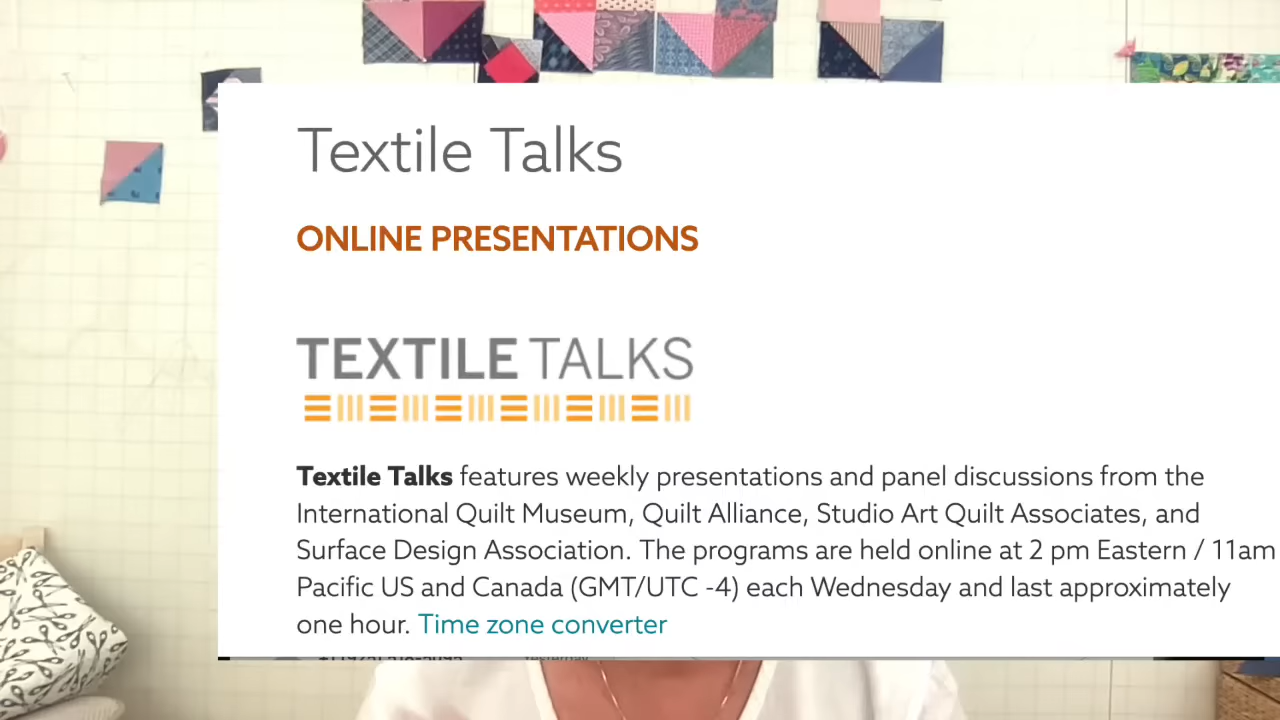 Textile Talks
ONLINE PRESENTATIONS
TEXTILE TALKS
Textile Talks features weekly presentations and panel discussions from the
International Quilt Museum, Quilt Alliance, Studio Art Quilt Associates, and
Surface Design Association. The programs are held online at 2 pm Eastern / 11am
Pacific US and Canada (GMT/UTC -4) each Wednesday and last approximately
one hour. Time zone converter